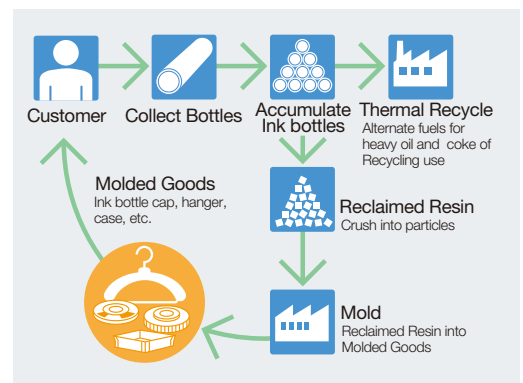 Customer
Collect Bottles
Accumulate
Ink bottles
Thermal Recycle
Alternate fuels for
heavy oil and coke of
Recycling use
Molded Goods
Ink bottle cap, hanger,
case, etc.
Reclaimed Resin
Crush into particles
Mold
Reclaimed Resin into
Molded Goods